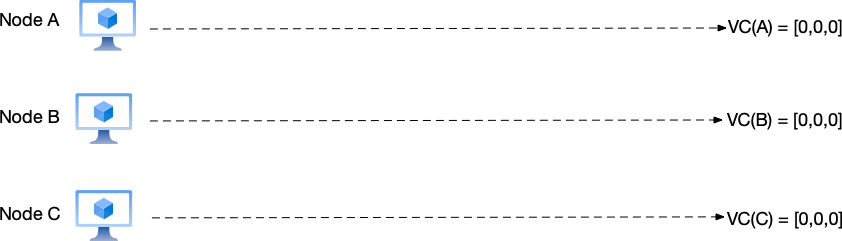 Node A
VC(A) = [0,0,0]
Node B
VC(B) = [0,0,0]
Node C
VC(C) = [0,0,0]